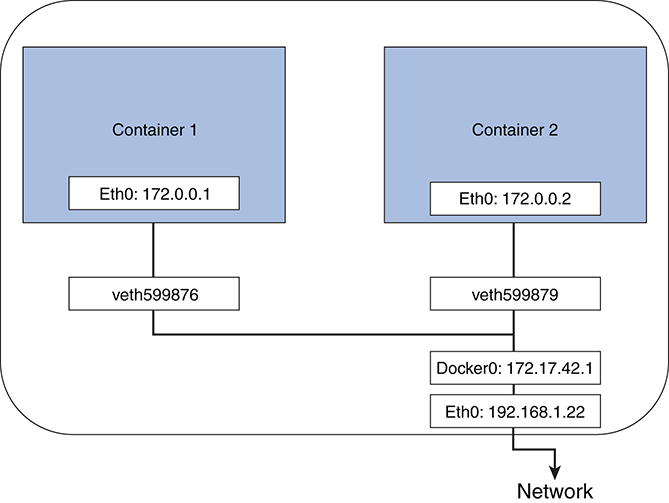 Container 1
Container 2
Eth0: 172.0.0.1
Eth0: 172.0.0.2
veth599876
veth599879
Docker0: 172.17.42.1
Eth0: 192.168.1.22
Network